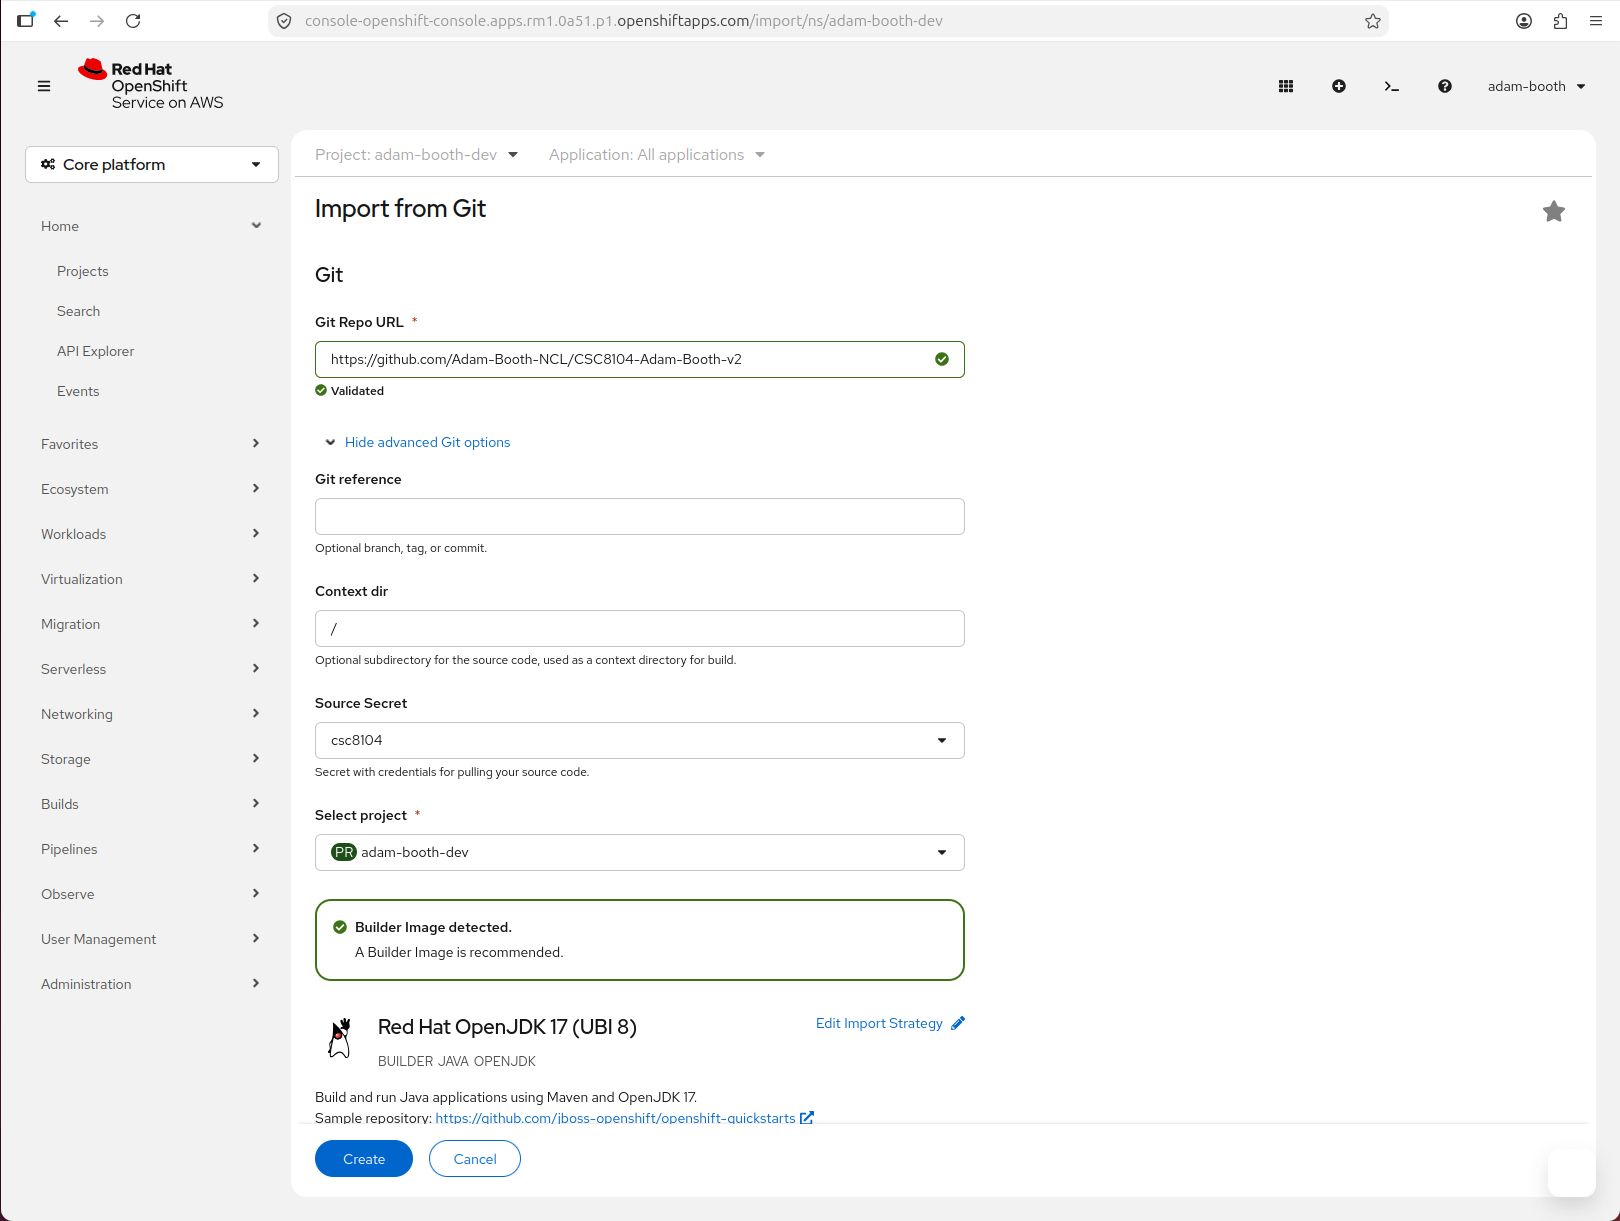 console-openshift-console.apps.rm1.0a51.p1.openshiftapps.com/import/ns/adam-booth-dev
Red Hat
OpenShift
Service on AWS
adam-booth
Core platform
Home
Projects
Search
API Explorer
Events
Favorites
Ecosystem
Workloads
Virtualization
Migration
Serverless
Networking
Storage
Builds
Pipelines
Observe
User Management
Administration
Project: adam-booth-dev
Application: All applications
Import from Git
Git
Git Repo URL *
https://github.com/Adam-Booth-NCL/CSC8104-Adam-Booth-v2
Validated
Hide advanced Git options
Git reference
Optional branch, tag, or commit.
Context dir
/
Optional subdirectory for the source code, used as a context directory for build.
Source Secret
csc8104
Secret with credentials for pulling your source code.
Select project *
PR adam-booth-dev
Builder Image detected.
A Builder Image is recommended.
Red Hat OpenJDK 17 (UBI 8)
Edit Import Strategy
BUILDER JAVA OPENJDK
Build and run Java applications using Maven and OpenJDK 17.
Sample repository: https://github.com/jboss-openshift/openshift-quickstarts
Create
Cancel